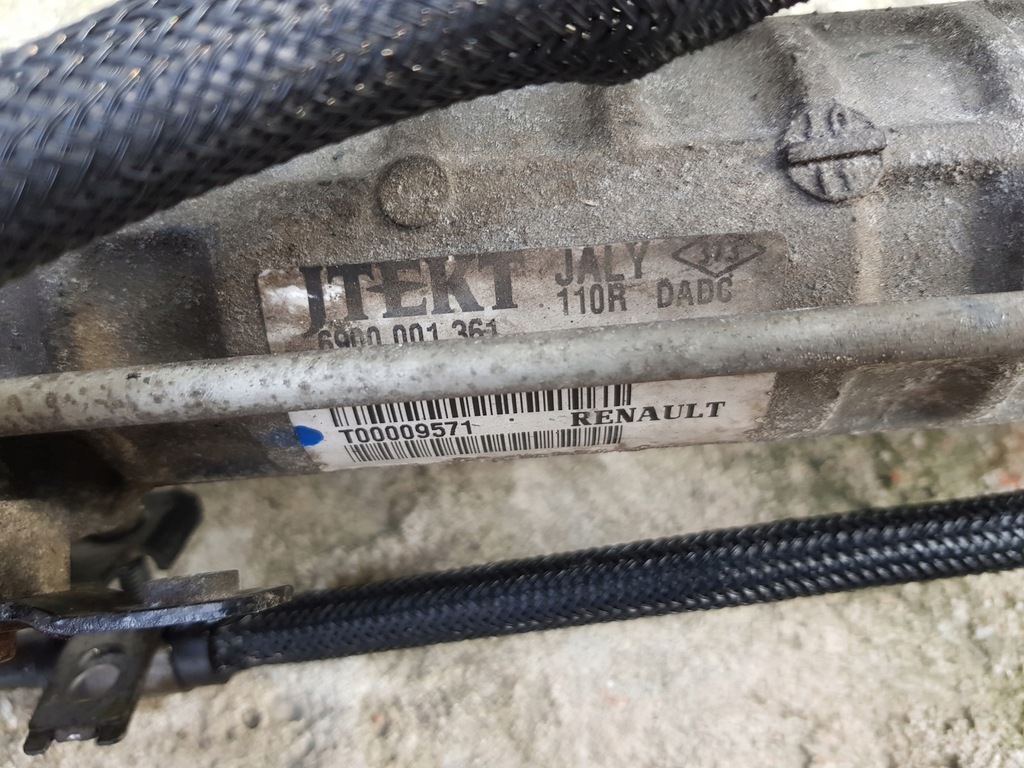 JTEKT
JALY
110R DADC
6900 001 361
T00009571
RENAULT